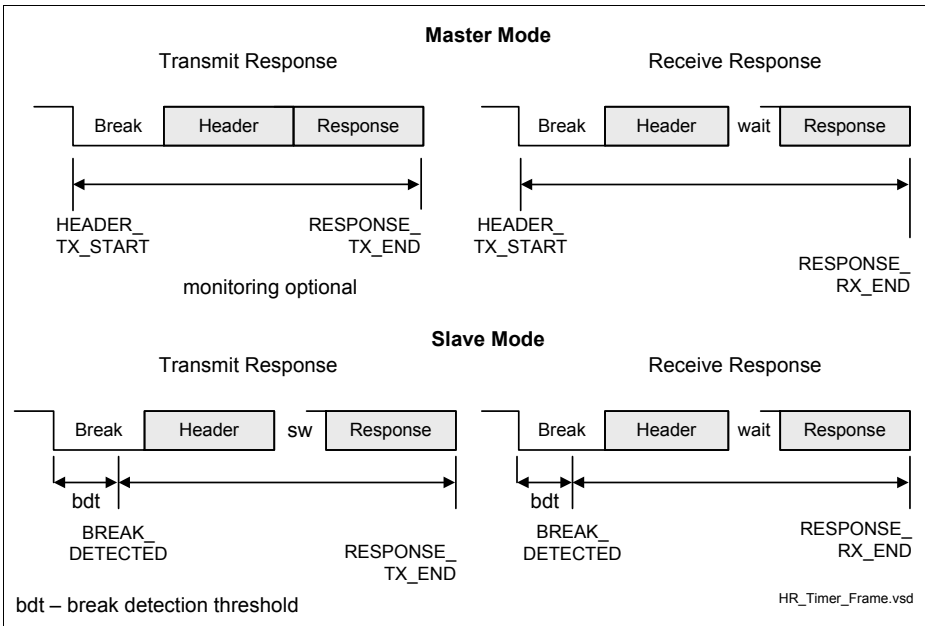 Master Mode
Transmit Response
Receive Response
Break
Header
Response
Break
Header
wait
Response
HEADER_
TX_START
RESPONSE_
TX_END
HEADER_
TX_START
RESPONSE_
RX_END
monitoring optional
Slave Mode
Transmit Response
Receive Response
Break
Header
sw
Response
Break
Header
wait
Response
bdt
BREAK_
DETECTED
RESPONSE_
TX_END
bdt
BREAK_
DETECTED
RESPONSE_
RX_END
bdt – break detection threshold
HR_Timer_Frame.vsd